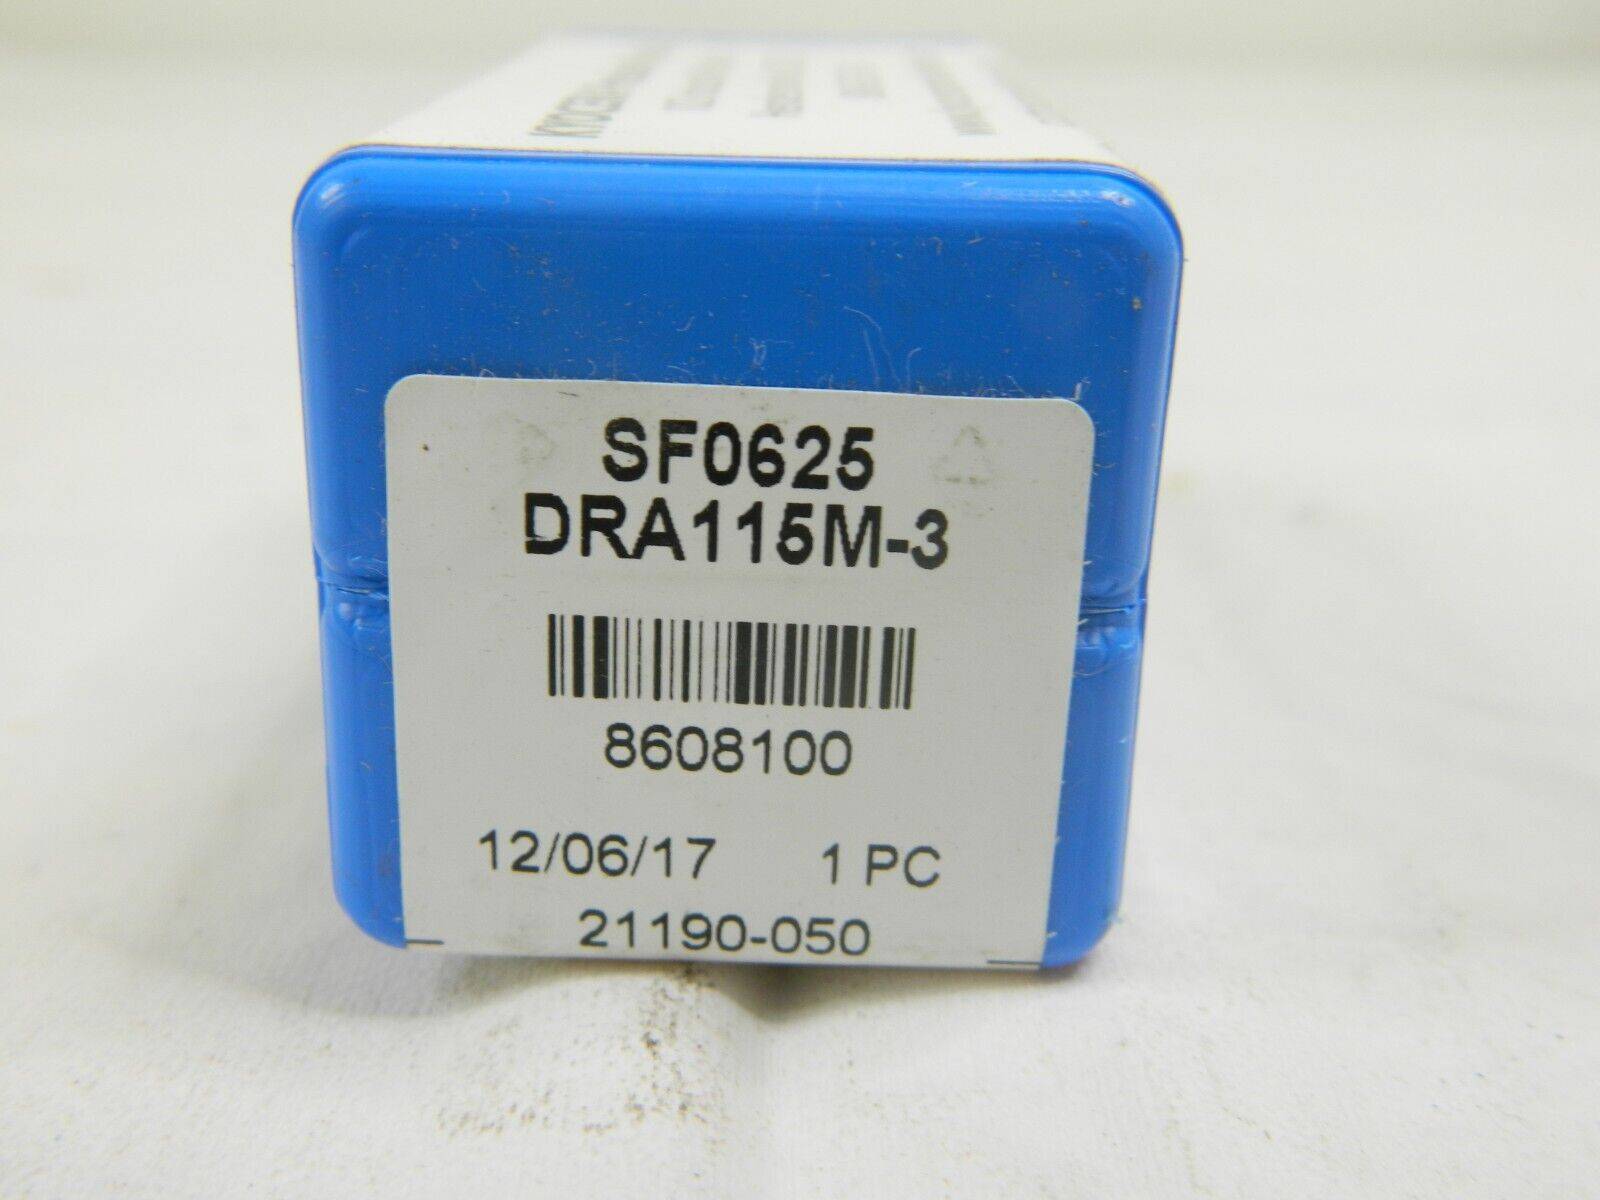 SF0625
DRA115M-3
8608100
12/06/17 1 PC
21190-050